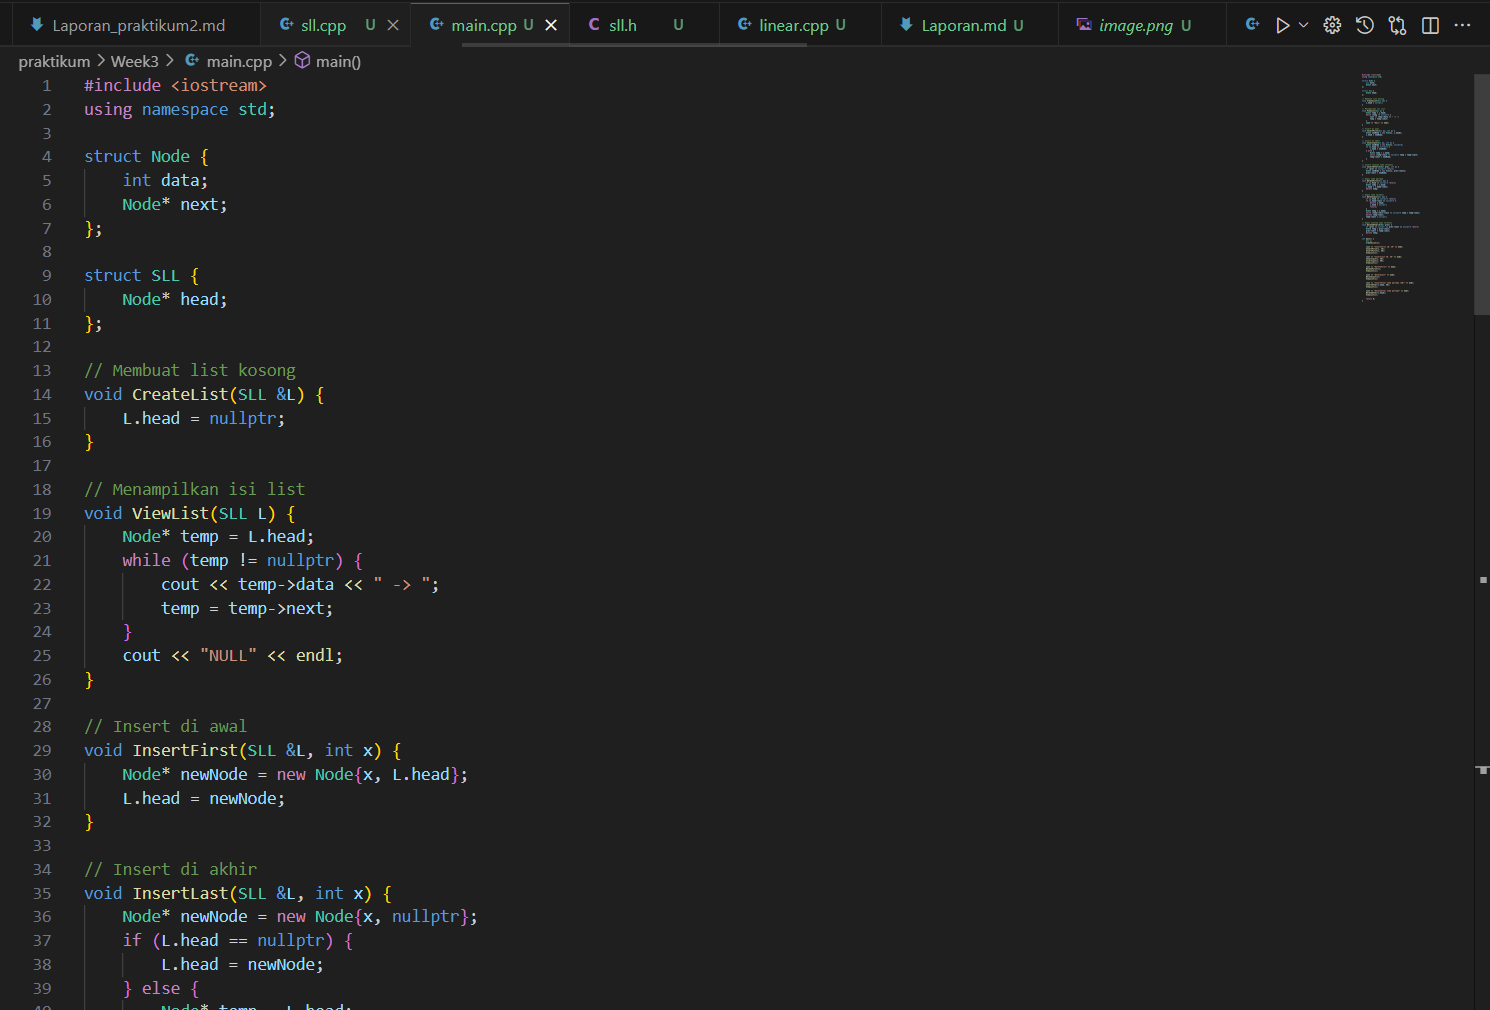 Laporan_praktikum2.md sll.cpp U main.cpp U sll.h U linear.cpp U Laporan.md U image.png U
praktikum > Week3 > main.cpp > main()
1 #include <iostream>
2 using namespace std;
3
4 struct Node {
5     int data;
6     Node* next;
7 };
8
9 struct SLL {
10     Node* head;
11 };
12
13 // Membuat list kosong
14 void CreateList(SLL &L) {
15     L.head = nullptr;
16 }
17
18 // Menampilkan isi list
19 void ViewList(SLL L) {
20     Node* temp = L.head;
21     while (temp != nullptr) {
22         cout << temp->data << " -> ";
23         temp = temp->next;
24     }
25     cout << "NULL" << endl;
26 }
27
28 // Insert di awal
29 void InsertFirst(SLL &L, int x) {
30     Node* newNode = new Node{x, L.head};
31     L.head = newNode;
32 }
33
34 // Insert di akhir
35 void InsertLast(SLL &L, int x) {
36     Node* newNode = new Node{x, nullptr};
37     if (L.head == nullptr) {
38         L.head = newNode;
39     } else {
40         Node* temp = L.head;